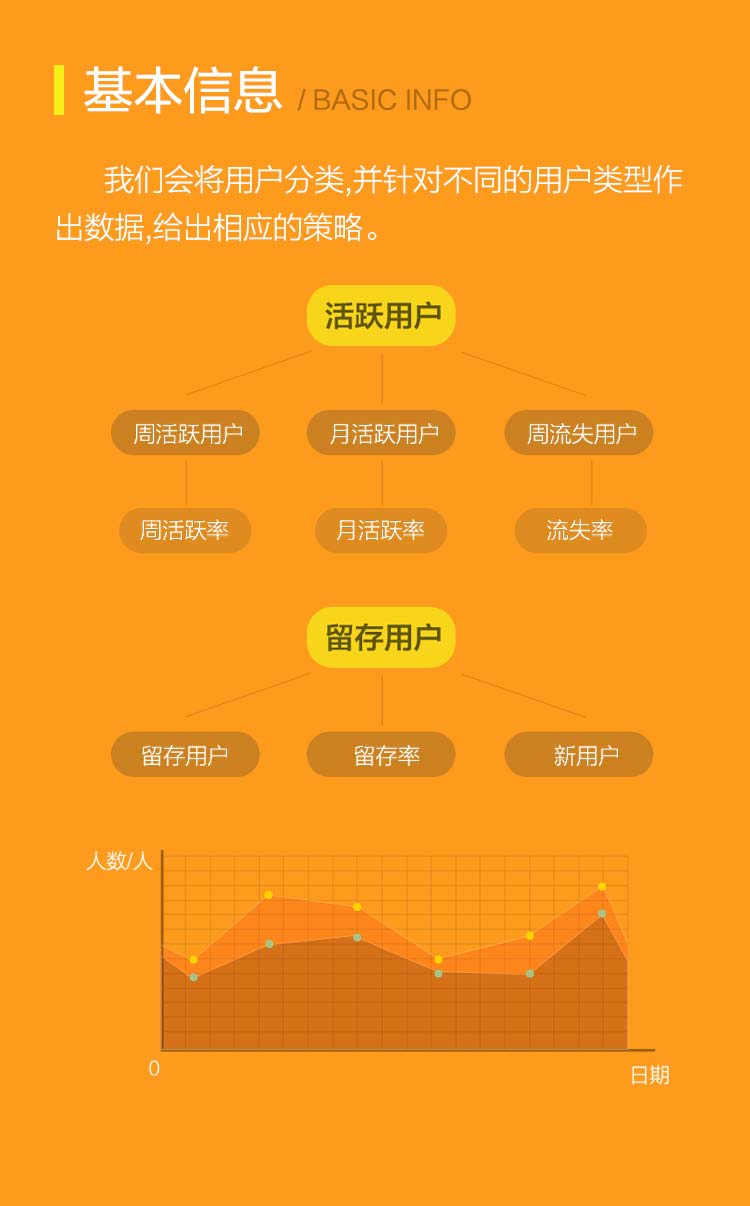 基本信息 / BASIC INFO
我们会将用户分类,并针对不同的用户类型作
出数据,给出相应的策略。
活跃用户
周活跃用户 月活跃用户 周流失用户
周活跃率 月活跃率 流失率
留存用户
留存用户 留存率 新用户
人数/人
0
日期